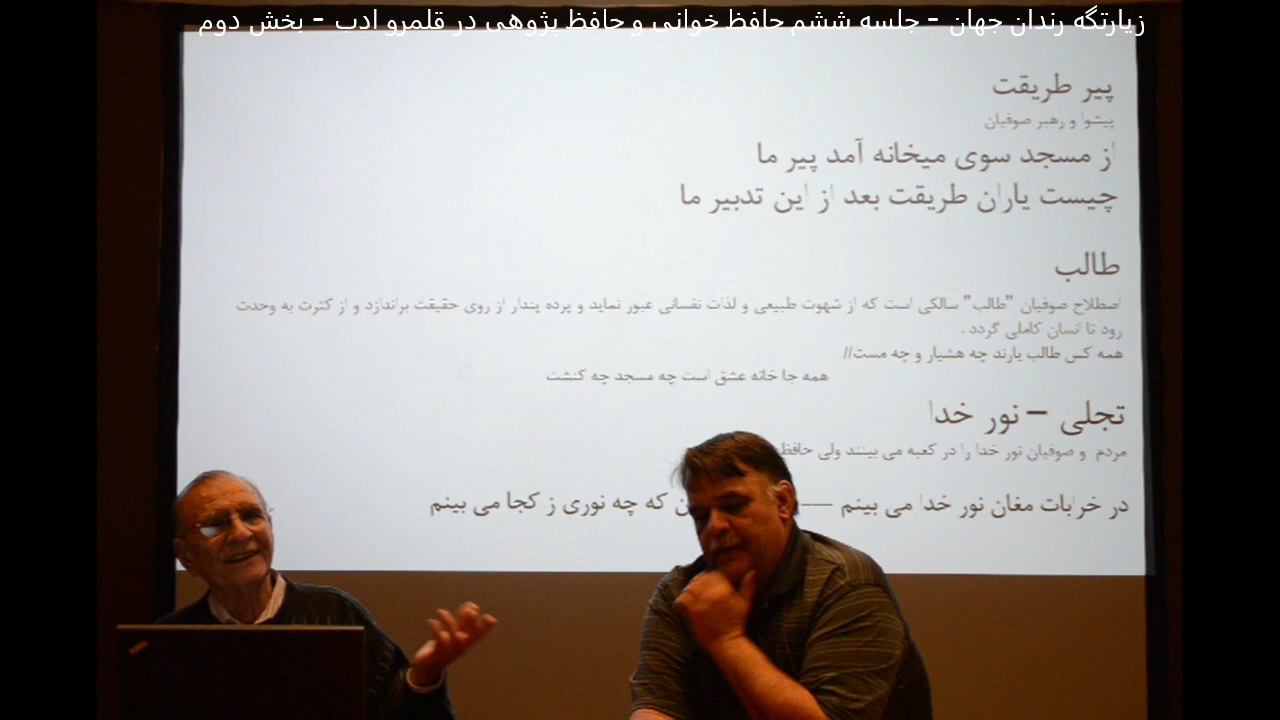 زیارتگه رندان جهان - جلسه ششم حافظ خوانی و حافظ پژوهی در قلمرو ادب - بخش دوم
پیر طریقت
پیشوا و رهبر صوفیان
از مسجد سوی میخانه آمد پیر ما
چیست یاران طریقت بعد از این تدبیر ما
طالب
اصطلاح صوفیان "طالب" سالکی است که از شهوت طبیعی و لذات نفسانی عبور نماید و پرده پندار از روی حقیقت براندازد و از کثرت به وحدت
رود تا انسان کاملی گردد .
همه کس طالب یارند چه هشیار و چه مست//
همه جا خانه عشق است چه مسجد چه کنشت
تجلی – نور خدا
مردم و صوفیان نور خدا را در کعبه می بینند ولی حافظ
در خرابات مغان نور خدا می بینم —— که چه نوری ز کجا می بینم